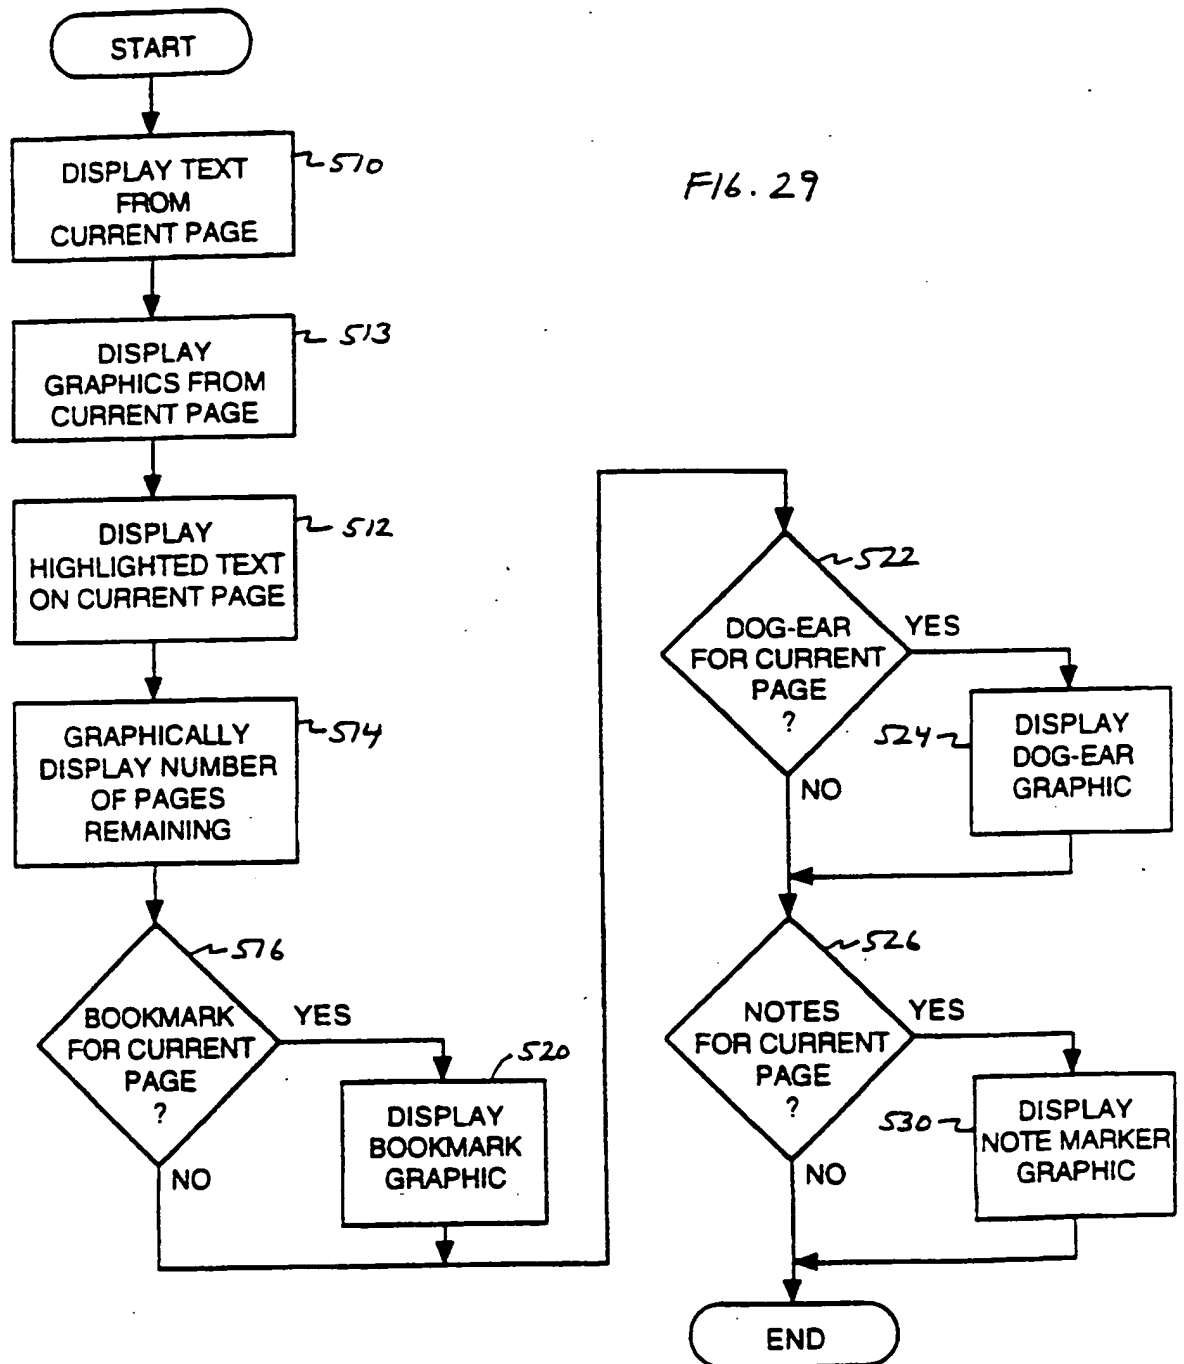 START
DISPLAY TEXT
FROM
CURRENT PAGE
510
FIG. 29
DISPLAY
GRAPHICS FROM
CURRENT PAGE
513
DISPLAY
HIGHLIGHTED TEXT
ON CURRENT PAGE
512
GRAPHICALLY
DISPLAY NUMBER
OF PAGES
REMAINING
514
BOOKMARK
FOR CURRENT
PAGE
?
516
YES
NO
DISPLAY
BOOKMARK
GRAPHIC
520
DOG-EAR
FOR CURRENT
PAGE
?
522
YES
NO
DISPLAY
DOG-EAR
GRAPHIC
524
NOTES
FOR CURRENT
PAGE
?
526
YES
NO
DISPLAY
NOTE MARKER
GRAPHIC
530
END